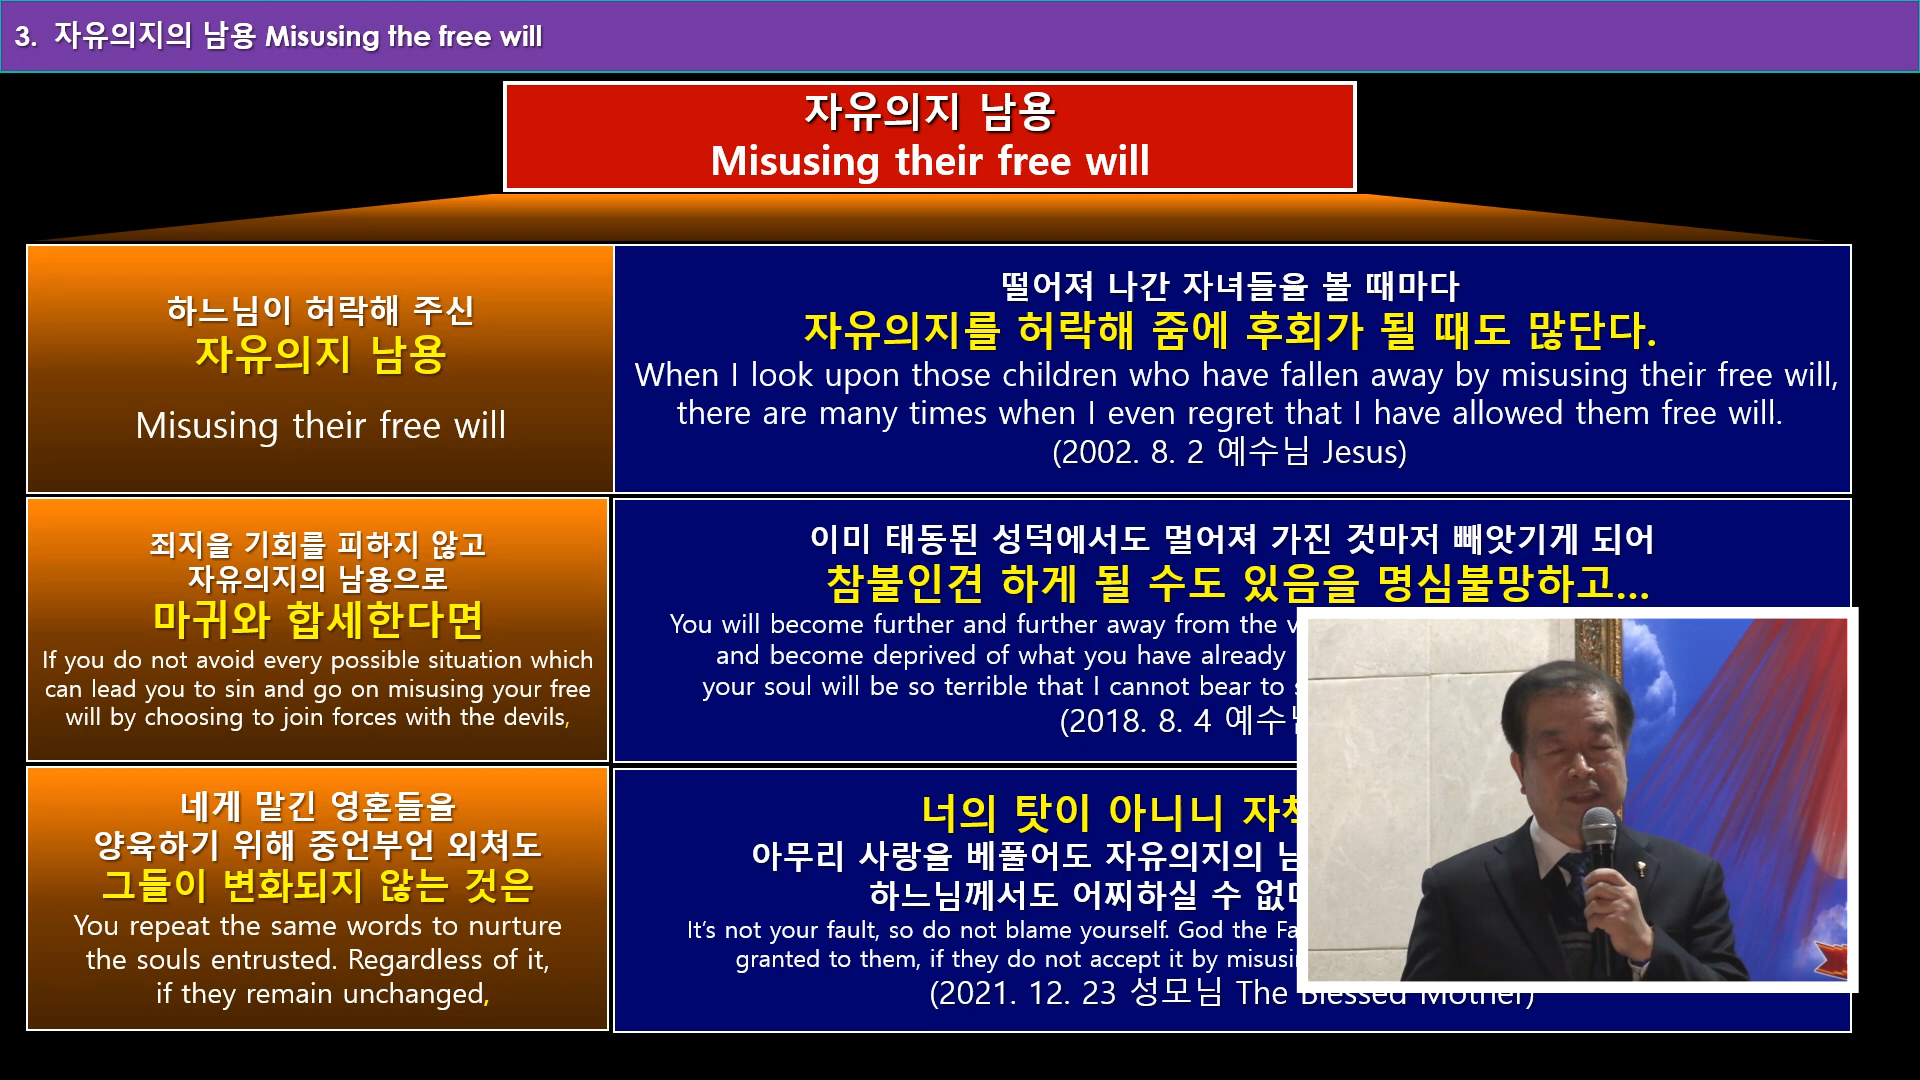 3. 자유의지의 남용 Misusing the free will
자유의지 남용
Misusing their free will
하느님이 허락해 주신
자유의지 남용
Misusing their free will
떨어져 나간 자녀들을 볼 때마다
자유의지를 허락해 줌에 후회가 될 때도 많단다.
When I look upon those children who have fallen away by misusing their free will,
there are many times when I even regret that I have allowed them free will.
(2002. 8. 2 예수님 Jesus)
죄지을 기회를 피하지 않고
자유의지의 남용으로
마귀와 합세한다면
If you do not avoid every possible situation which
can lead you to sin and go on misusing your free
will by choosing to join forces with the devils,
이미 태동된 성덕에서도 멀어져 가진 것마저 빼앗기게 되어
참불인견 하게 될 수도 있음을 명심불망하고...
You will become further and further away from the
and become deprived of what you have already
your soul will be so terrible that I cannot bear to
(2018. 8. 4
네게 맡긴 영혼들을
양육하기 위해 중언부언 외쳐도
그들이 변화되지 않는 것은
You repeat the same words to nurture
the souls entrusted. Regardless of it,
if they remain unchanged,
너의 탓이 아니니
아무리 사랑을 베풀어도 자유의지의
하느님께서도 어찌하실 수
It's not your fault, so do not blame yourself. God the
granted to them, if they do not accept it by
(2021. 12. 23 성모님 The Blessed Mother)